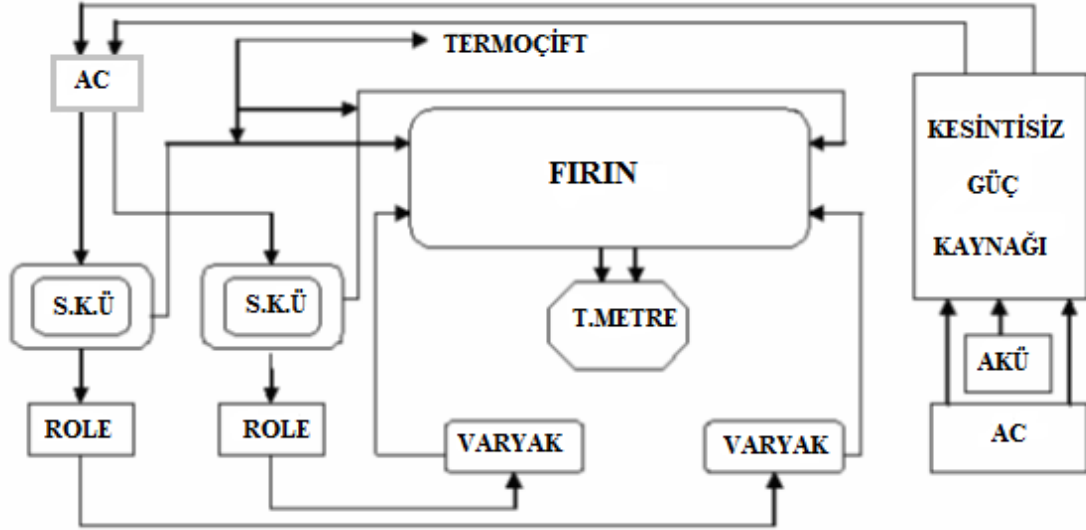 TERMOÇİFT
AC
FIRIN
KESİNTİSİZ
GÜÇ
KAYNAĞI
S.K.Ü
S.K.Ü
T.METRE
AKÜ
ROLE
ROLE
VARYAK
VARYAK
AC